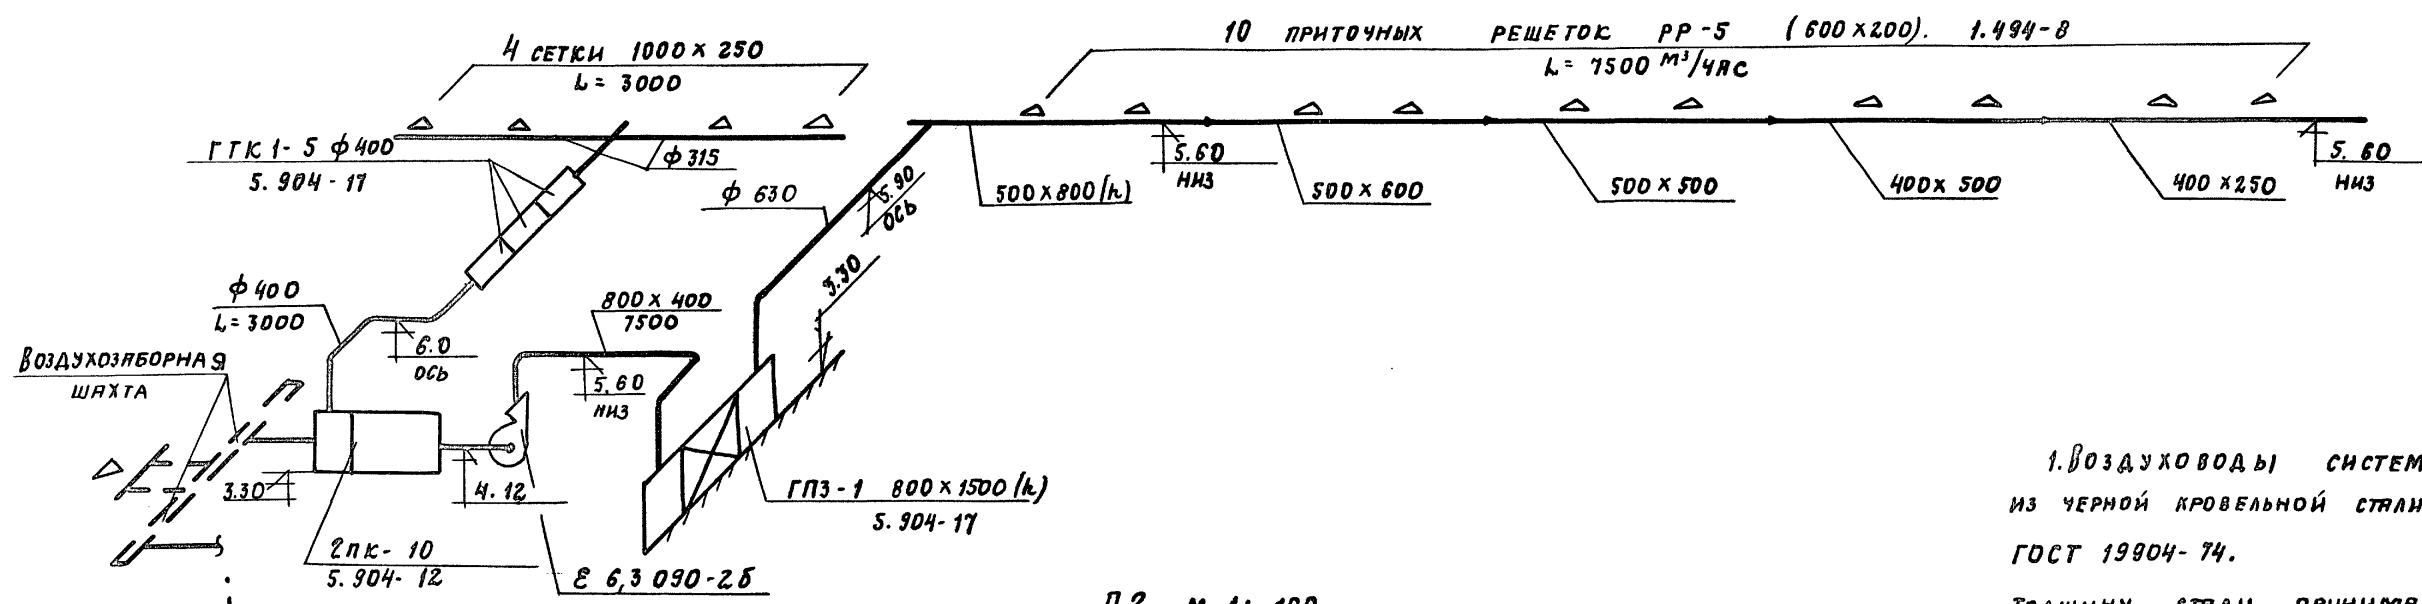 4 СЕТКИ 1000 х 250
L = 3000
10 ПРИТОЧНЫХ РЕШЕТОК РР-5 (600 х 200). 1.494-8
L = 7500 М³/ЧАС
ГТК 1-5 ф 400
5.904-17
ф 315
ф 630
5.90
ОСЬ
500 х 800 (h)
5.60
НИЗ
500 х 600
500 х 500
400 х 500
400 х 250
5.60
НИЗ
3.30
ф 400
L = 3000
6.0
ОСЬ
800 х 400
7500
5.60
НИЗ
ВОЗДУХОЗАБОРНАЯ
ШАХТА
3.30
4.12
ГПЗ-1 800 х 1500 (h)
5.904-17
2ПК-10
5.904-12
Е 6,3 090-2б
1. ВОЗДУХОВОДЫ СИСТЕМ
ИЗ ЧЕРНОЙ КРОВЕЛЬНОЙ СТАЛИ
ГОСТ 19904-74.
П2 М 1:100